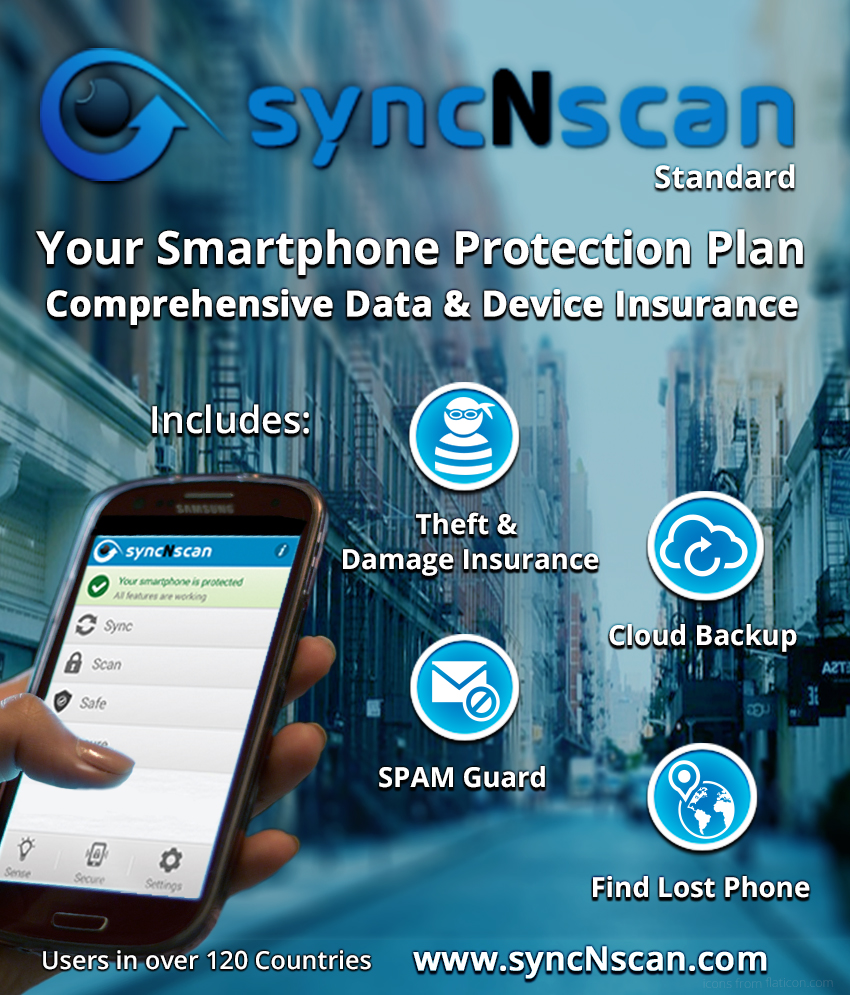 syncNscan
Standard
Your Smartphone Protection Plan
Comprehensive Data & Device Insurance
Includes:
Theft &
Damage Insurance
Cloud Backup
SPAM Guard
Find Lost Phone
SAMSUNG
syncNscan
i
Your smartphone is protected
All features are working
Sync
Scan
Safe
Sense
Secure
Settings
Users in over 120 Countries
www.syncNscan.com
icons from flaticon.com